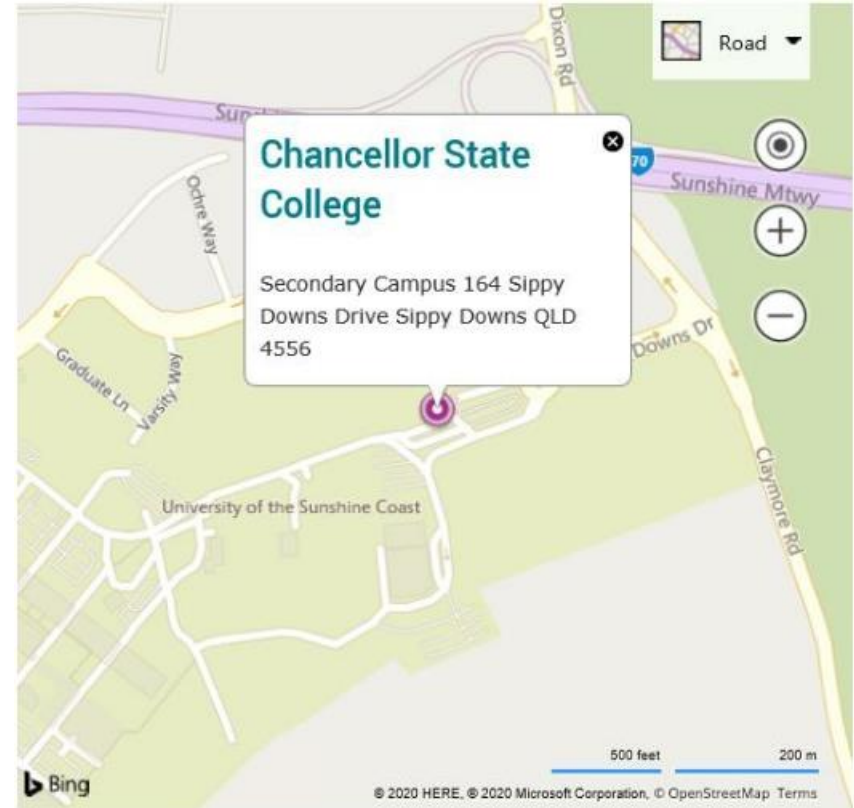 Dixon Rd
Road
Sun
Chancellor State
College
70
Sunshine Mtwy
Ochre Way
Secondary Campus 164 Sippy
Downs Drive Sippy Downs QLD
4556
Downs Dr
Graduate Ln
Varsity Way
Claymore Rd
University of the Sunshine Coast
500 feet
200 m
Bing
© 2020 HERE, © 2020 Microsoft Corporation, © OpenStreetMap Terms